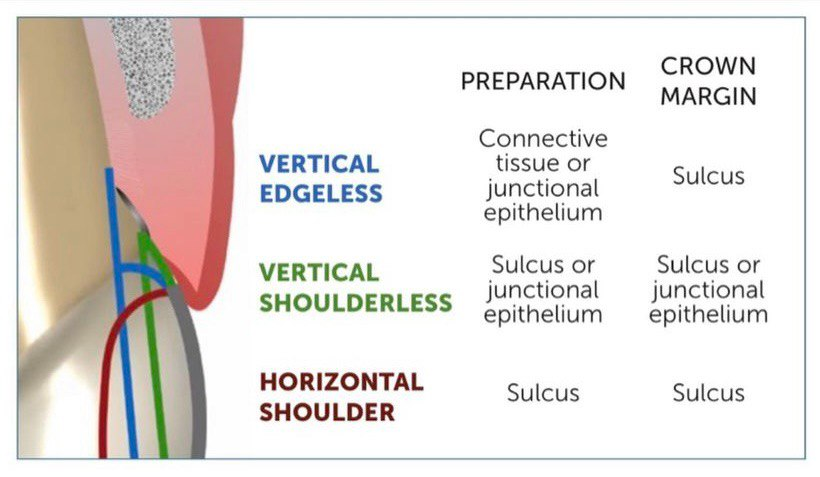 PREPARATION
CROWN
MARGIN
VERTICAL
EDGELESS
Connective
tissue or
junctional
epithelium
Sulcus
VERTICAL
SHOULDERLESS
Sulcus or
junctional
epithelium
Sulcus or
junctional
epithelium
HORIZONTAL
SHOULDER
Sulcus
Sulcus